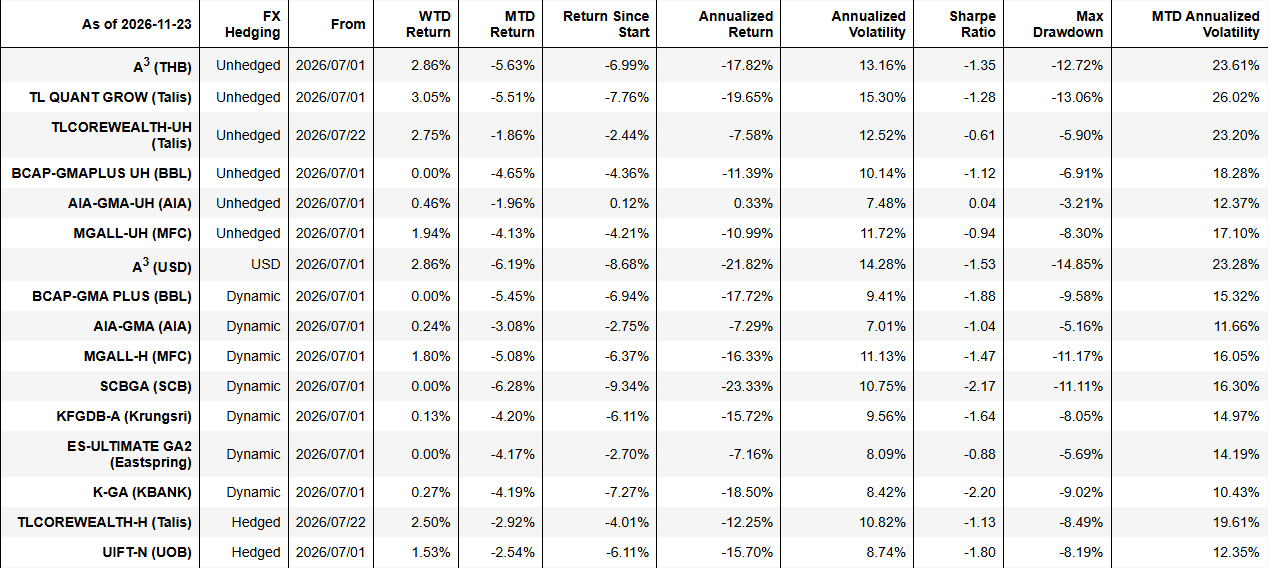 As of 2026-11-23 FX Hedging From WTD Return MTD Return Return Since Start Annualized Return Annualized Volatility Sharpe Ratio Max Drawdown MTD Annualized Volatility
A³ (THB) Unhedged 2026/07/01 2.86% -5.63% -6.99% -17.82% 13.16% -1.35 -12.72% 23.61%
TL QUANT GROW (Talis) Unhedged 2026/07/01 3.05% -5.51% -7.76% -19.65% 15.30% -1.28 -13.06% 26.02%
TLCOREWEALTH-UH (Talis) Unhedged 2026/07/22 2.75% -1.86% -2.44% -7.58% 12.52% -0.61 -5.90% 23.20%
BCAP-GMAPLUS UH (BBL) Unhedged 2026/07/01 0.00% -4.65% -4.36% -11.39% 10.14% -1.12 -6.91% 18.28%
AIA-GMA-UH (AIA) Unhedged 2026/07/01 0.46% -1.96% 0.12% 0.33% 7.48% 0.04 -3.21% 12.37%
MGALL-UH (MFC) Unhedged 2026/07/01 1.94% -4.13% -4.21% -10.99% 11.72% -0.94 -8.30% 17.10%
A³ (USD) USD 2026/07/01 2.86% -6.19% -8.68% -21.82% 14.28% -1.53 -14.85% 23.28%
BCAP-GMA PLUS (BBL) Dynamic 2026/07/01 0.00% -5.45% -6.94% -17.72% 9.41% -1.88 -9.58% 15.32%
AIA-GMA (AIA) Dynamic 2026/07/01 0.24% -3.08% -2.75% -7.29% 7.01% -1.04 -5.16% 11.66%
MGALL-H (MFC) Dynamic 2026/07/01 1.80% -5.08% -6.37% -16.33% 11.13% -1.47 -11.17% 16.05%
SCBGA (SCB) Dynamic 2026/07/01 0.00% -6.28% -9.34% -23.33% 10.75% -2.17 -11.11% 16.30%
KFGDB-A (Krungsri) Dynamic 2026/07/01 0.13% -4.20% -6.11% -15.72% 9.56% -1.64 -8.05% 14.97%
ES-ULTIMATE GA2 (Eastspring) Dynamic 2026/07/01 0.00% -4.17% -2.70% -7.16% 8.09% -0.88 -5.69% 14.19%
K-GA (KBANK) Dynamic 2026/07/01 0.27% -4.19% -7.27% -18.50% 8.42% -2.20 -9.02% 10.43%
TLCOREWEALTH-H (Talis) Hedged 2026/07/22 2.50% -2.92% -4.01% -12.25% 10.82% -1.13 -8.49% 19.61%
UIFT-N (UOB) Hedged 2026/07/01 1.53% -2.54% -6.11% -15.70% 8.74% -1.80 -8.19% 12.35%